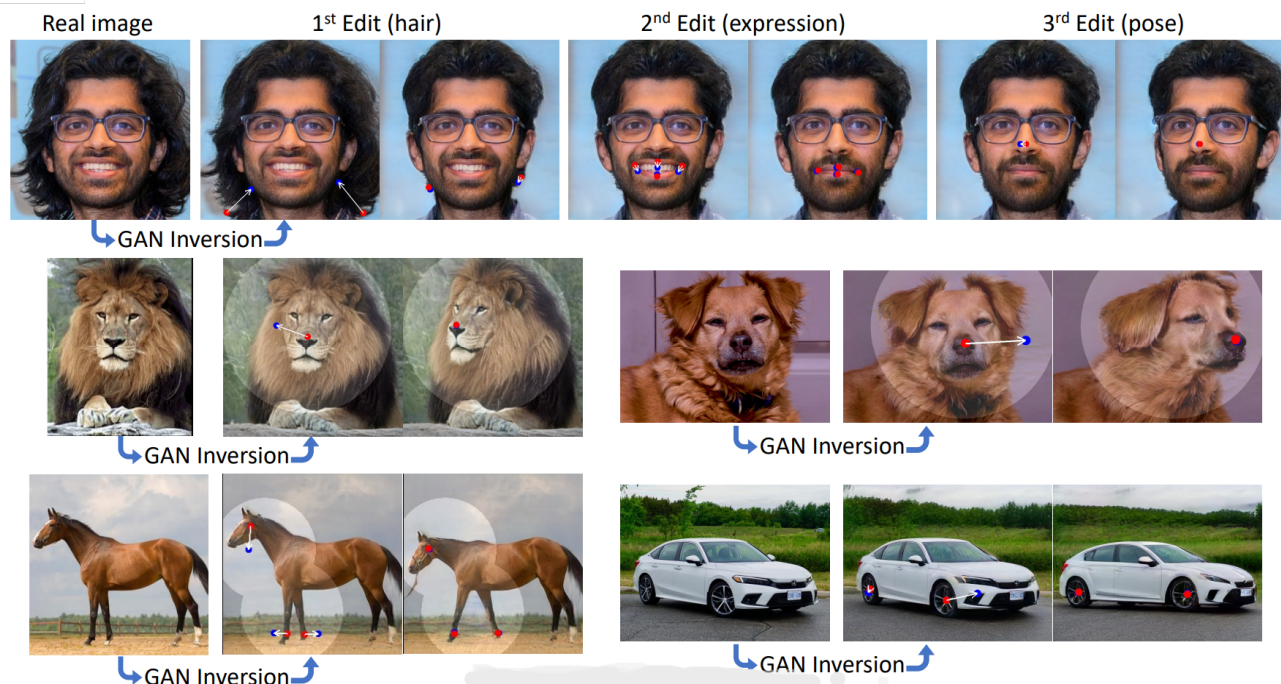 Real image
1st Edit (hair)
2nd Edit (expression)
3rd Edit (pose)
GAN Inversion
GAN Inversion
GAN Inversion
GAN Inversion
GAN Inversion